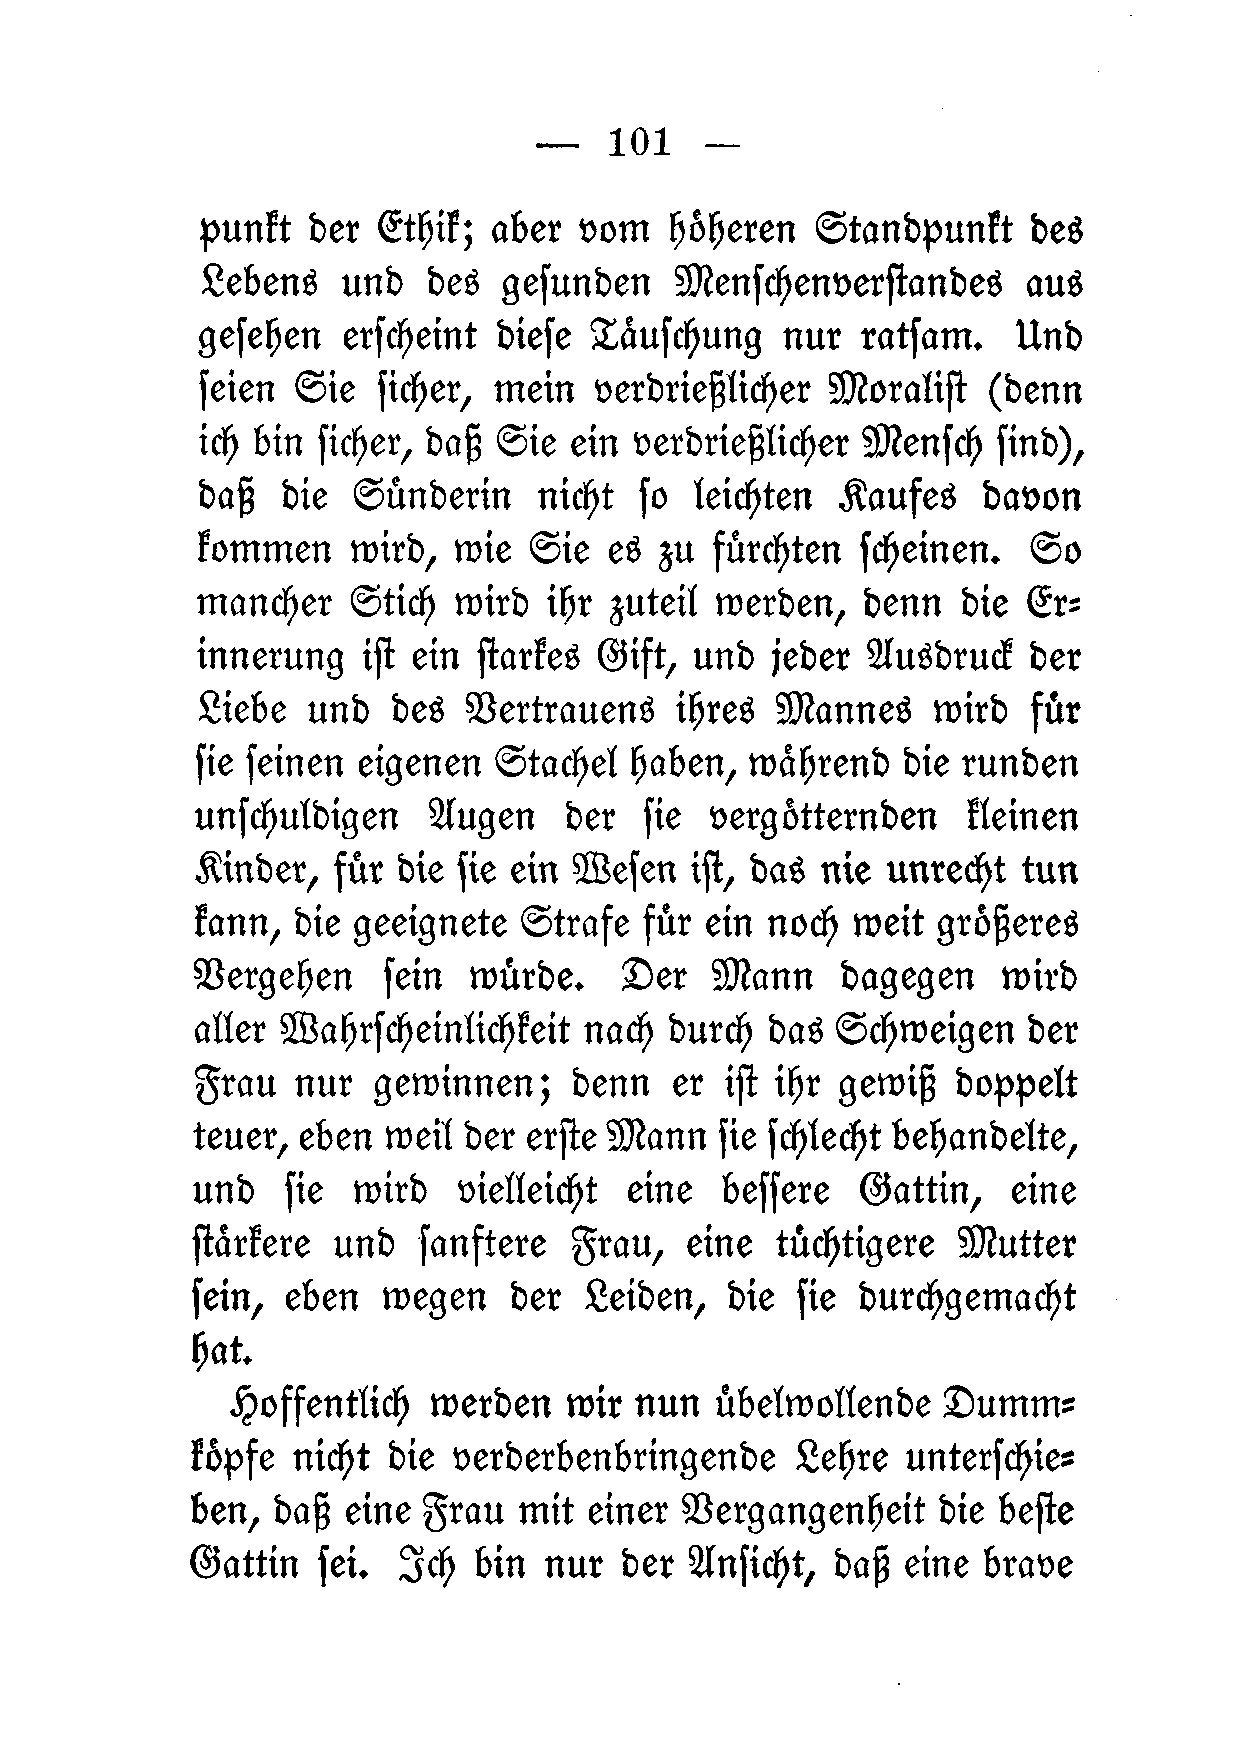 — 101 —
punkt der Ethik; aber vom höheren Standpunkt des
Lebens und des gesunden Menschenverstandes aus
gesehen erscheint diese Täuschung nur ratsam. Und
seien Sie sicher, mein verdrießlicher Moralist (denn
ich bin sicher, daß Sie ein verdrießlicher Mensch sind),
daß die Sünderin nicht so leichten Kaufes davon
kommen wird, wie Sie es zu fürchten scheinen. So
mancher Stich wird ihr zuteil werden, denn die Er-
innerung ist ein starkes Gift, und jeder Ausdruck der
Liebe und des Vertrauens ihres Mannes wird für
sie seinen eigenen Stachel haben, während die runden
unschuldigen Augen der sie vergötternden kleinen
Kinder, für die sie ein Wesen ist, das nie unrecht tun
kann, die geeignete Strafe für ein noch weit größeres
Vergehen sein würde. Der Mann dagegen wird
aller Wahrscheinlichkeit nach durch das Schweigen der
Frau nur gewinnen; denn er ist ihr gewiß doppelt
teuer, eben weil der erste Mann sie schlecht behandelte,
und sie wird vielleicht eine bessere Gattin, eine
stärkere und sanftere Frau, eine tüchtigere Mutter
sein, eben wegen der Leiden, die sie durchgemacht
hat.
Hoffentlich werden wir nun übelwollende Dumm-
köpfe nicht die verderbenbringende Lehre unterschie-
ben, daß eine Frau mit einer Vergangenheit die beste
Gattin sei. Ich bin nur der Ansicht, daß eine brave